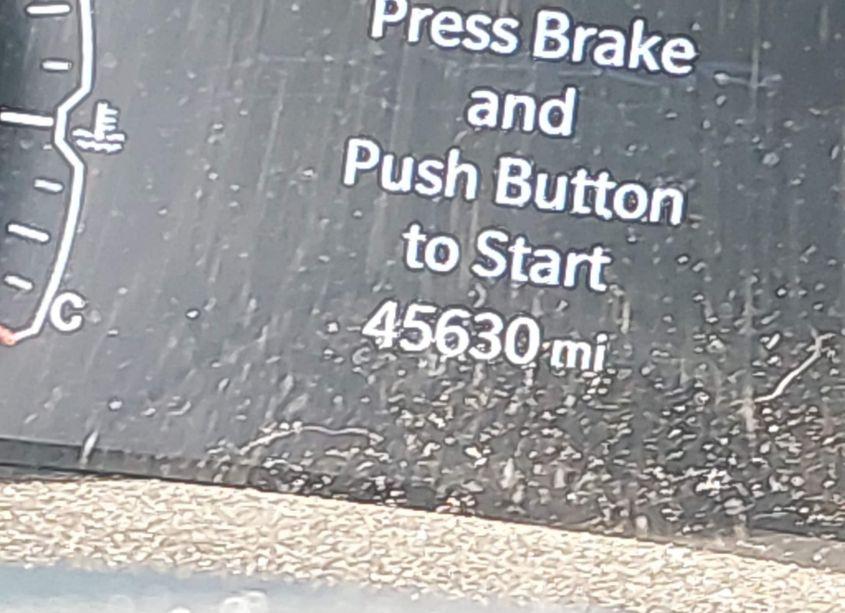 Press Brake
and
Push Button
to Start
45630 mi
C